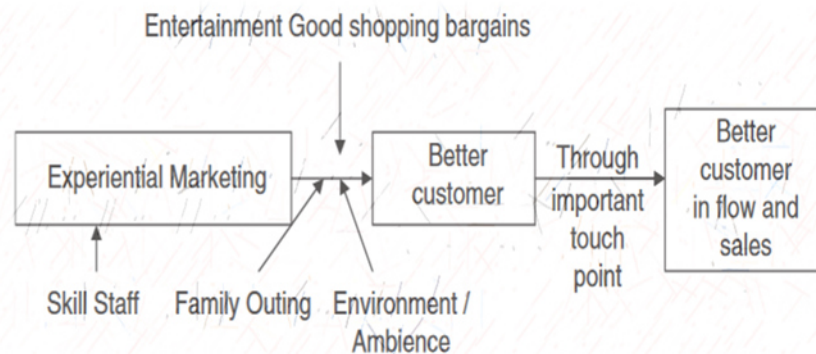 Entertainment Good shopping bargains
Experiential Marketing
Better
customer
Through
important
touch
point
Better
customer
in flow and
sales
Skill Staff
Family Outing
Environment /
Ambience